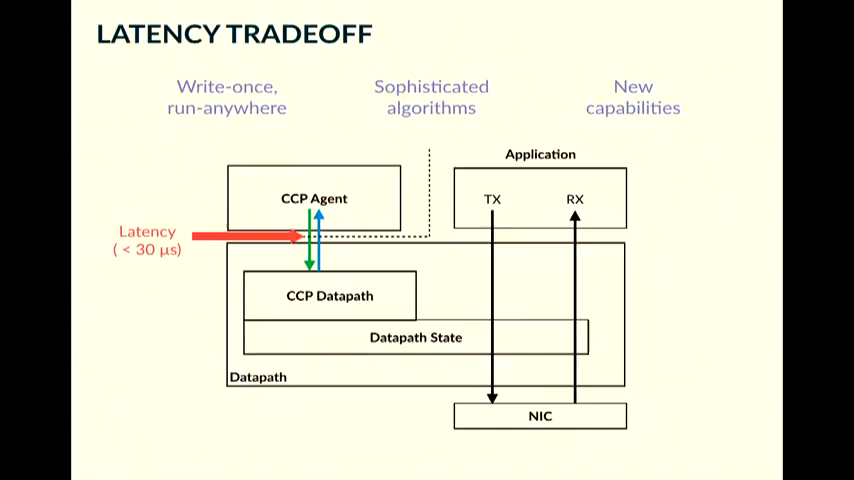 LATENCY TRADEOFF
Write-once,
run-anywhere
Sophisticated
algorithms
New
capabilities
Application
CCP Agent
TX
RX
Latency
( < 30 μs)
CCP Datapath
Datapath State
Datapath
NIC